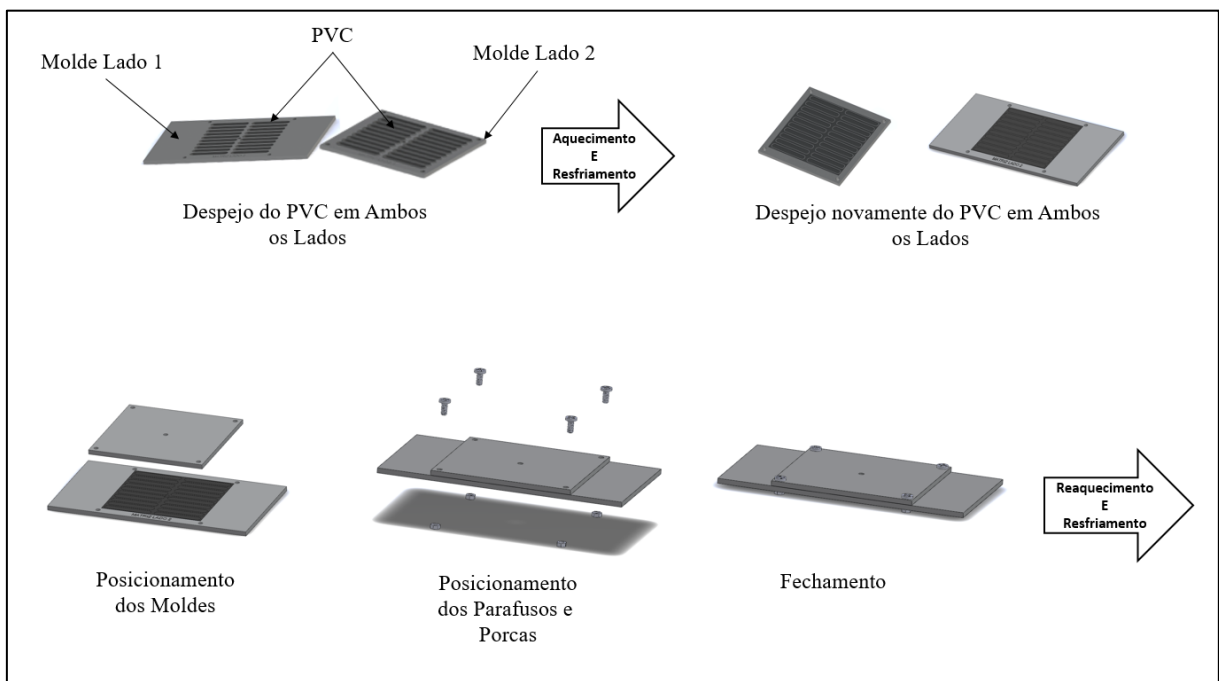 PVC
Molde Lado 1
Molde Lado 2
Aquecimento
E
Resfriamento
Despejo do PVC em Ambos
os Lados
Despejo novamente do PVC em Ambos
os Lados
Reaquecimento
E
Resfriamento
Posicionamento
dos Moldes
Posicionamento
dos Parafusos e
Porcas
Fechamento